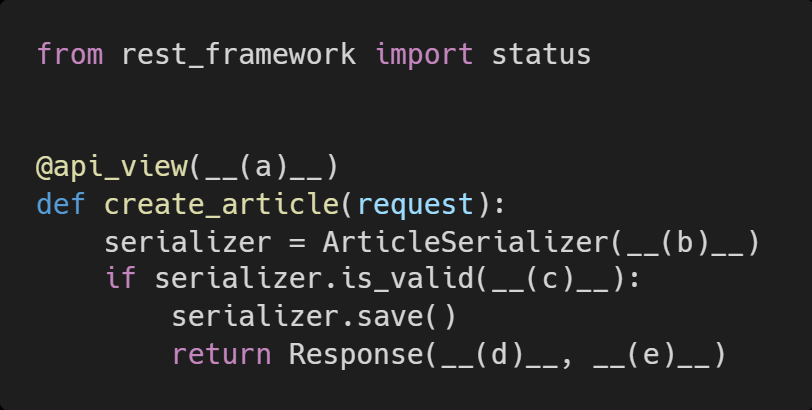 from rest_framework import status
@api_view(__(a)__)
def create_article(request):
    serializer = ArticleSerializer(__(b)__)
    if serializer.is_valid(__(c)__):
        serializer.save()
        return Response(__(d)__, __(e)__)